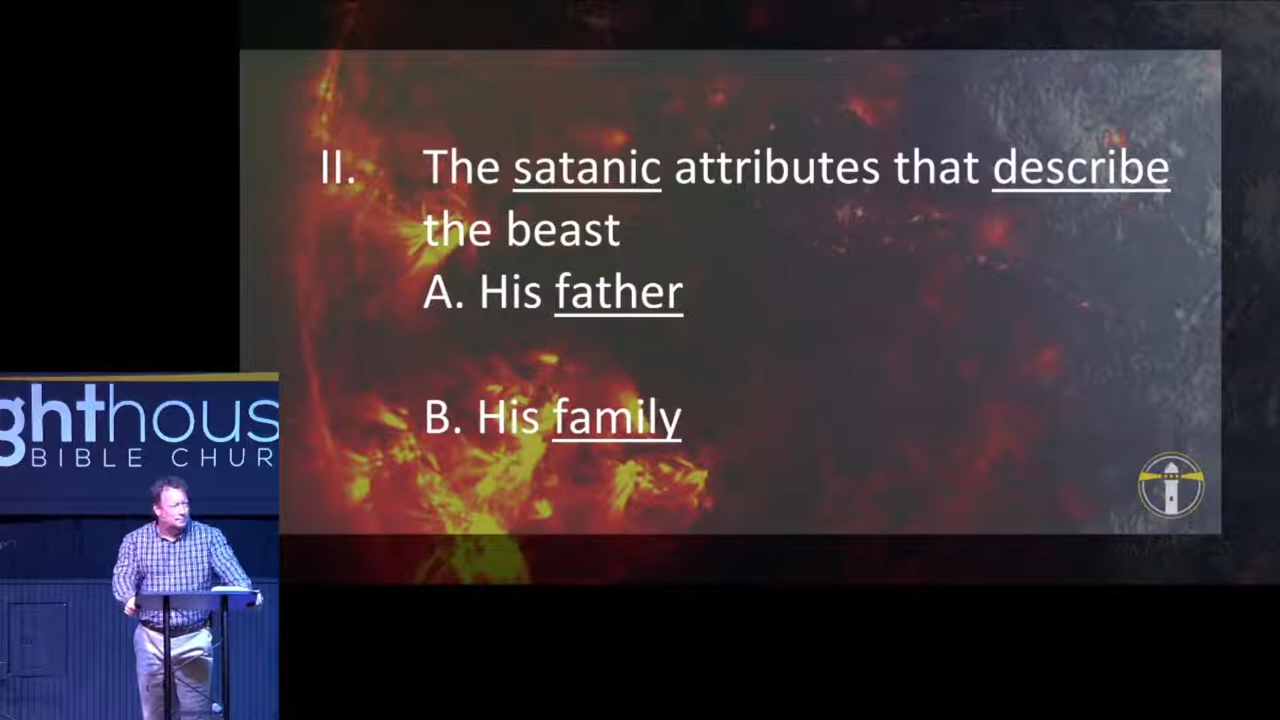 II. The satanic attributes that describe
the beast
A. His father
B. His family
ghthous
BIBLE CHUR